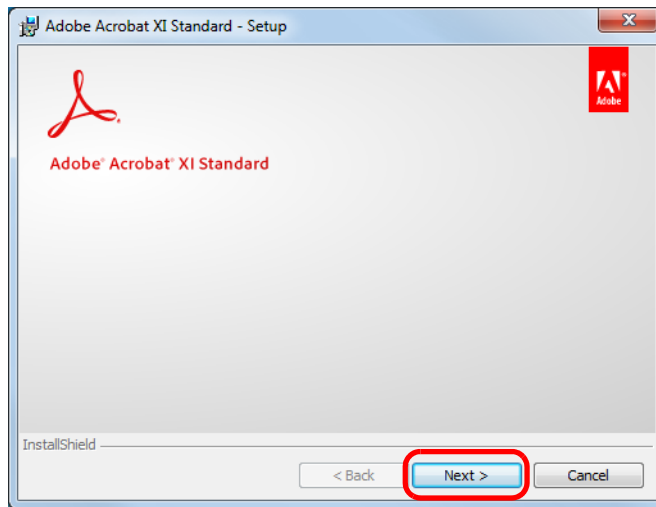 Adobe Acrobat XI Standard - Setup
Adobe
Adobe® Acrobat® XI Standard
InstallShield
< Back Next > Cancel